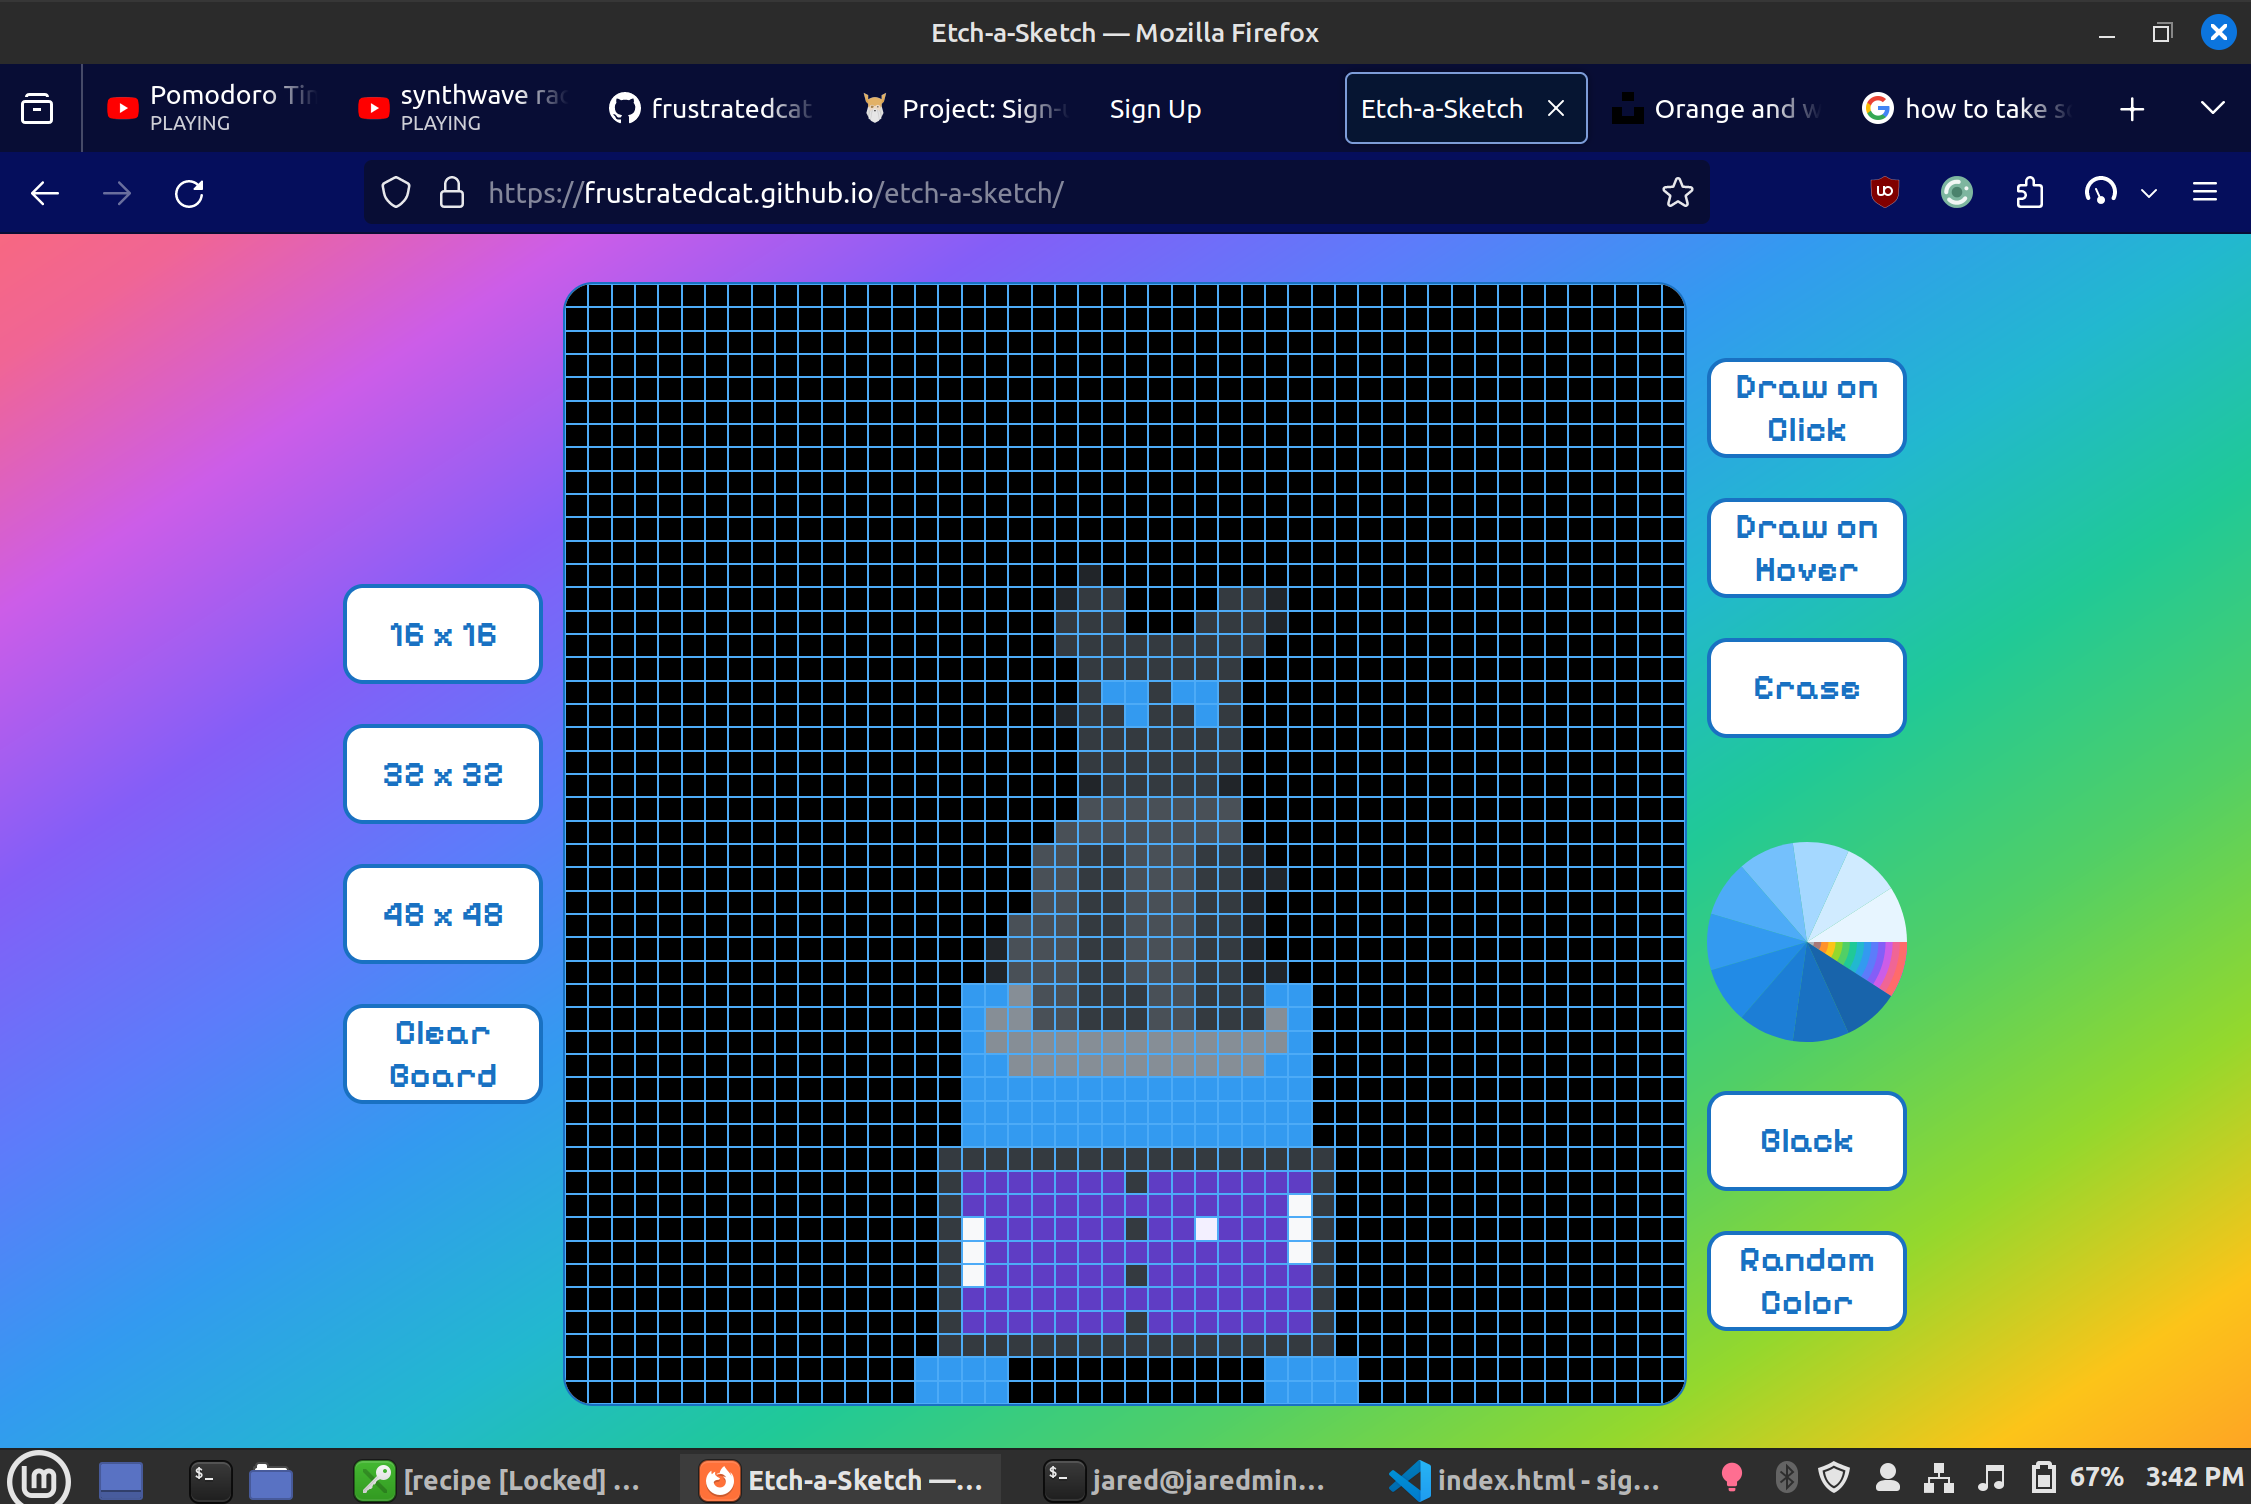 Etch-a-Sketch — Mozilla Firefox
Pomodoro Tin
PLAYING
synthwave rac
PLAYING
frustratedcat
Project: Sign-u
Sign Up
Etch-a-Sketch
Orange and w
how to take sc
https://frustratedcat.github.io/etch-a-sketch/
16 x 16
32 x 32
48 x 48
Clear
Board
Draw on
Click
Draw on
Hover
Erase
Black
Random
Color
[recipe [Locked] ...
Etch-a-Sketch —...
jared@jaredmin...
index.html - sig...
67%
3:42 PM